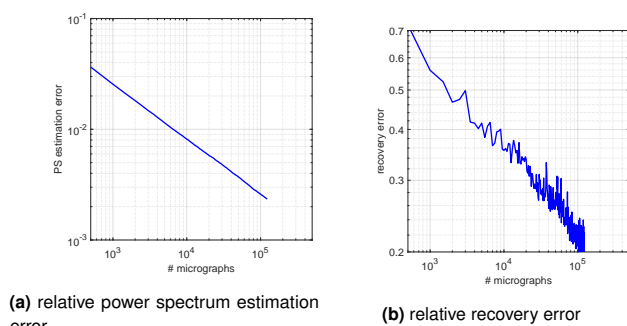 10^-1
10^-2
10^-3
PS estimation error
10^3
10^4
10^5
# micrographs
(a) relative power spectrum estimation
error
0.7
0.6
0.5
0.4
0.3
0.2
recovery error
10^3
10^4
10^5
# micrographs
(b) relative recovery error